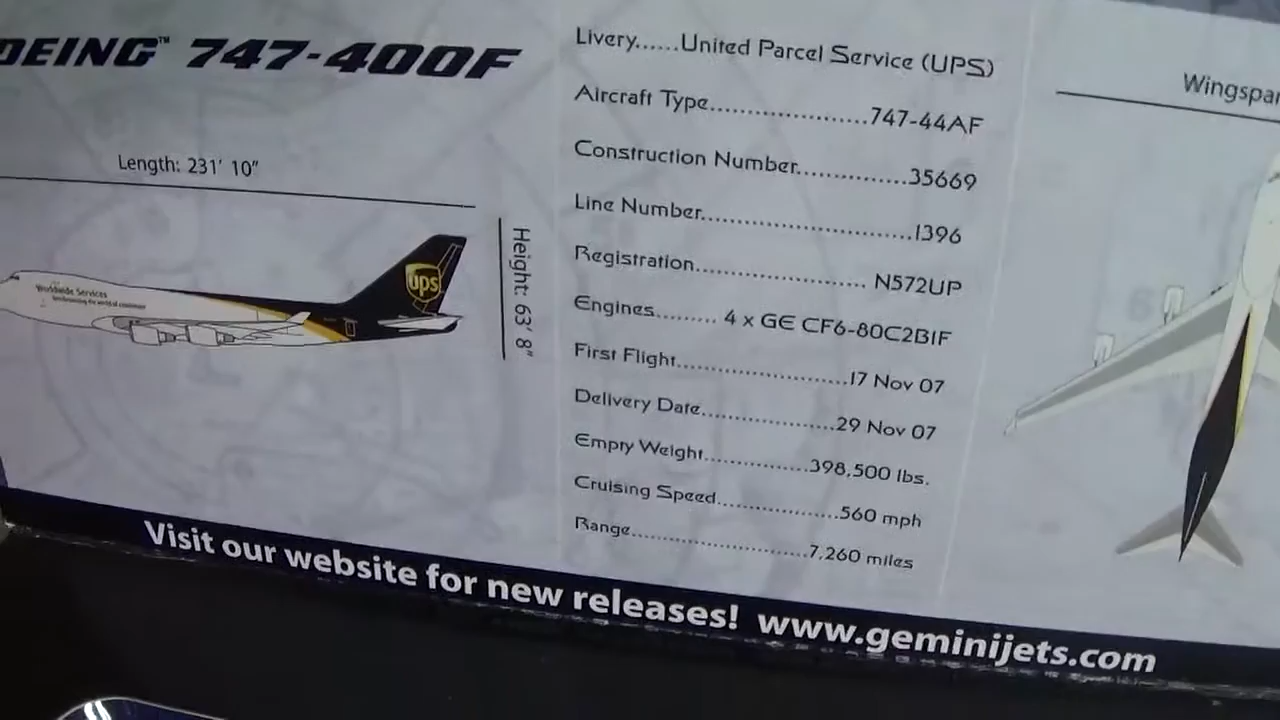 OEING™ 747-400F
Length: 231' 10"
Height: 63' 8"
Worldwide Services
ups
Livery......United Parcel Service (UPS)
Aircraft Type....................747-44AF
Construction Number..............35669
Line Number...........................1396
Registration...................... N572UP
Engines......... 4 x GE CF6-80C2B1F
First Flight......................17 Nov 07
Delivery Date.................29 Nov 07
Empty Weight.............398,500 lbs.
Cruising Speed...............560 mph
Range.........................7,260 miles
Wingspan
Visit our website for new releases! www.geminijets.com